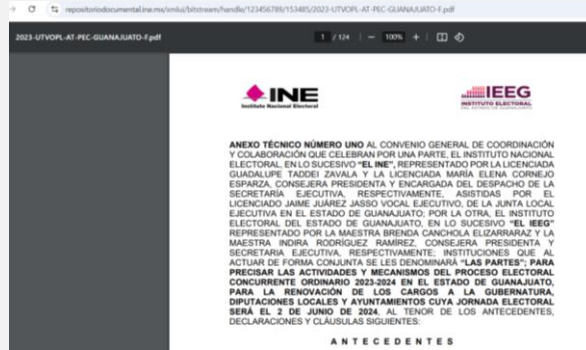 repositoriodocumental.ine.mx/xmlui/bitstream/handle/123456789/153485/2023-UTVOPL-AT-PEC-GUANAJUATO-F.pdf
2023-UTVOPL-AT-PEC-GUANAJUATO-F.pdf
1 / 124
100%
INE
Instituto Nacional Electoral
IEEG
INSTITUTO ELECTORAL
DEL ESTADO DE GUANAJUATO
ANEXO TÉCNICO NÚMERO UNO AL CONVENIO GENERAL DE COORDINACIÓN
Y COLABORACIÓN QUE CELEBRAN POR UNA PARTE, EL INSTITUTO NACIONAL
ELECTORAL, EN LO SUCESIVO "EL INE", REPRESENTADO POR LA LICENCIADA
GUADALUPE TADDEI ZAVALA Y LA LICENCIADA MARÍA ELENA CORNEJO
ESPARZA, CONSEJERA PRESIDENTA Y ENCARGADA DEL DESPACHO DE LA
SECRETARÍA EJECUTIVA, RESPECTIVAMENTE, ASISTIDAS POR EL
LICENCIADO JAIME JUÁREZ JASSO VOCAL EJECUTIVO, DE LA JUNTA LOCAL
EJECUTIVA EN EL ESTADO DE GUANAJUATO; POR LA OTRA, EL INSTITUTO
ELECTORAL DEL ESTADO DE GUANAJUATO, EN LO SUCESIVO "EL IEEG"
REPRESENTADO POR LA MAESTRA BRENDA CANCHOLA ELIZARRARAZ Y LA
MAESTRA INDIRA RODRÍGUEZ RAMÍREZ, CONSEJERA PRESIDENTA Y
SECRETARIA EJECUTIVA, RESPECTIVAMENTE; INSTITUCIONES QUE AL
ACTUAR DE FORMA CONJUNTA SE LES DENOMINARÁ "LAS PARTES"; PARA
PRECISAR LAS ACTIVIDADES Y MECANISMOS DEL PROCESO ELECTORAL
CONCURRENTE ORDINARIO 2023-2024 EN EL ESTADO DE GUANAJUATO,
PARA LA RENOVACIÓN DE LOS CARGOS A LA GUBERNATURA,
DIPUTACIONES LOCALES Y AYUNTAMIENTOS CUYA JORNADA ELECTORAL
SERÁ EL 2 DE JUNIO DE 2024, AL TENOR DE LOS ANTECEDENTES,
DECLARACIONES Y CLÁUSULAS SIGUIENTES:
A N T E C E D E N T E S